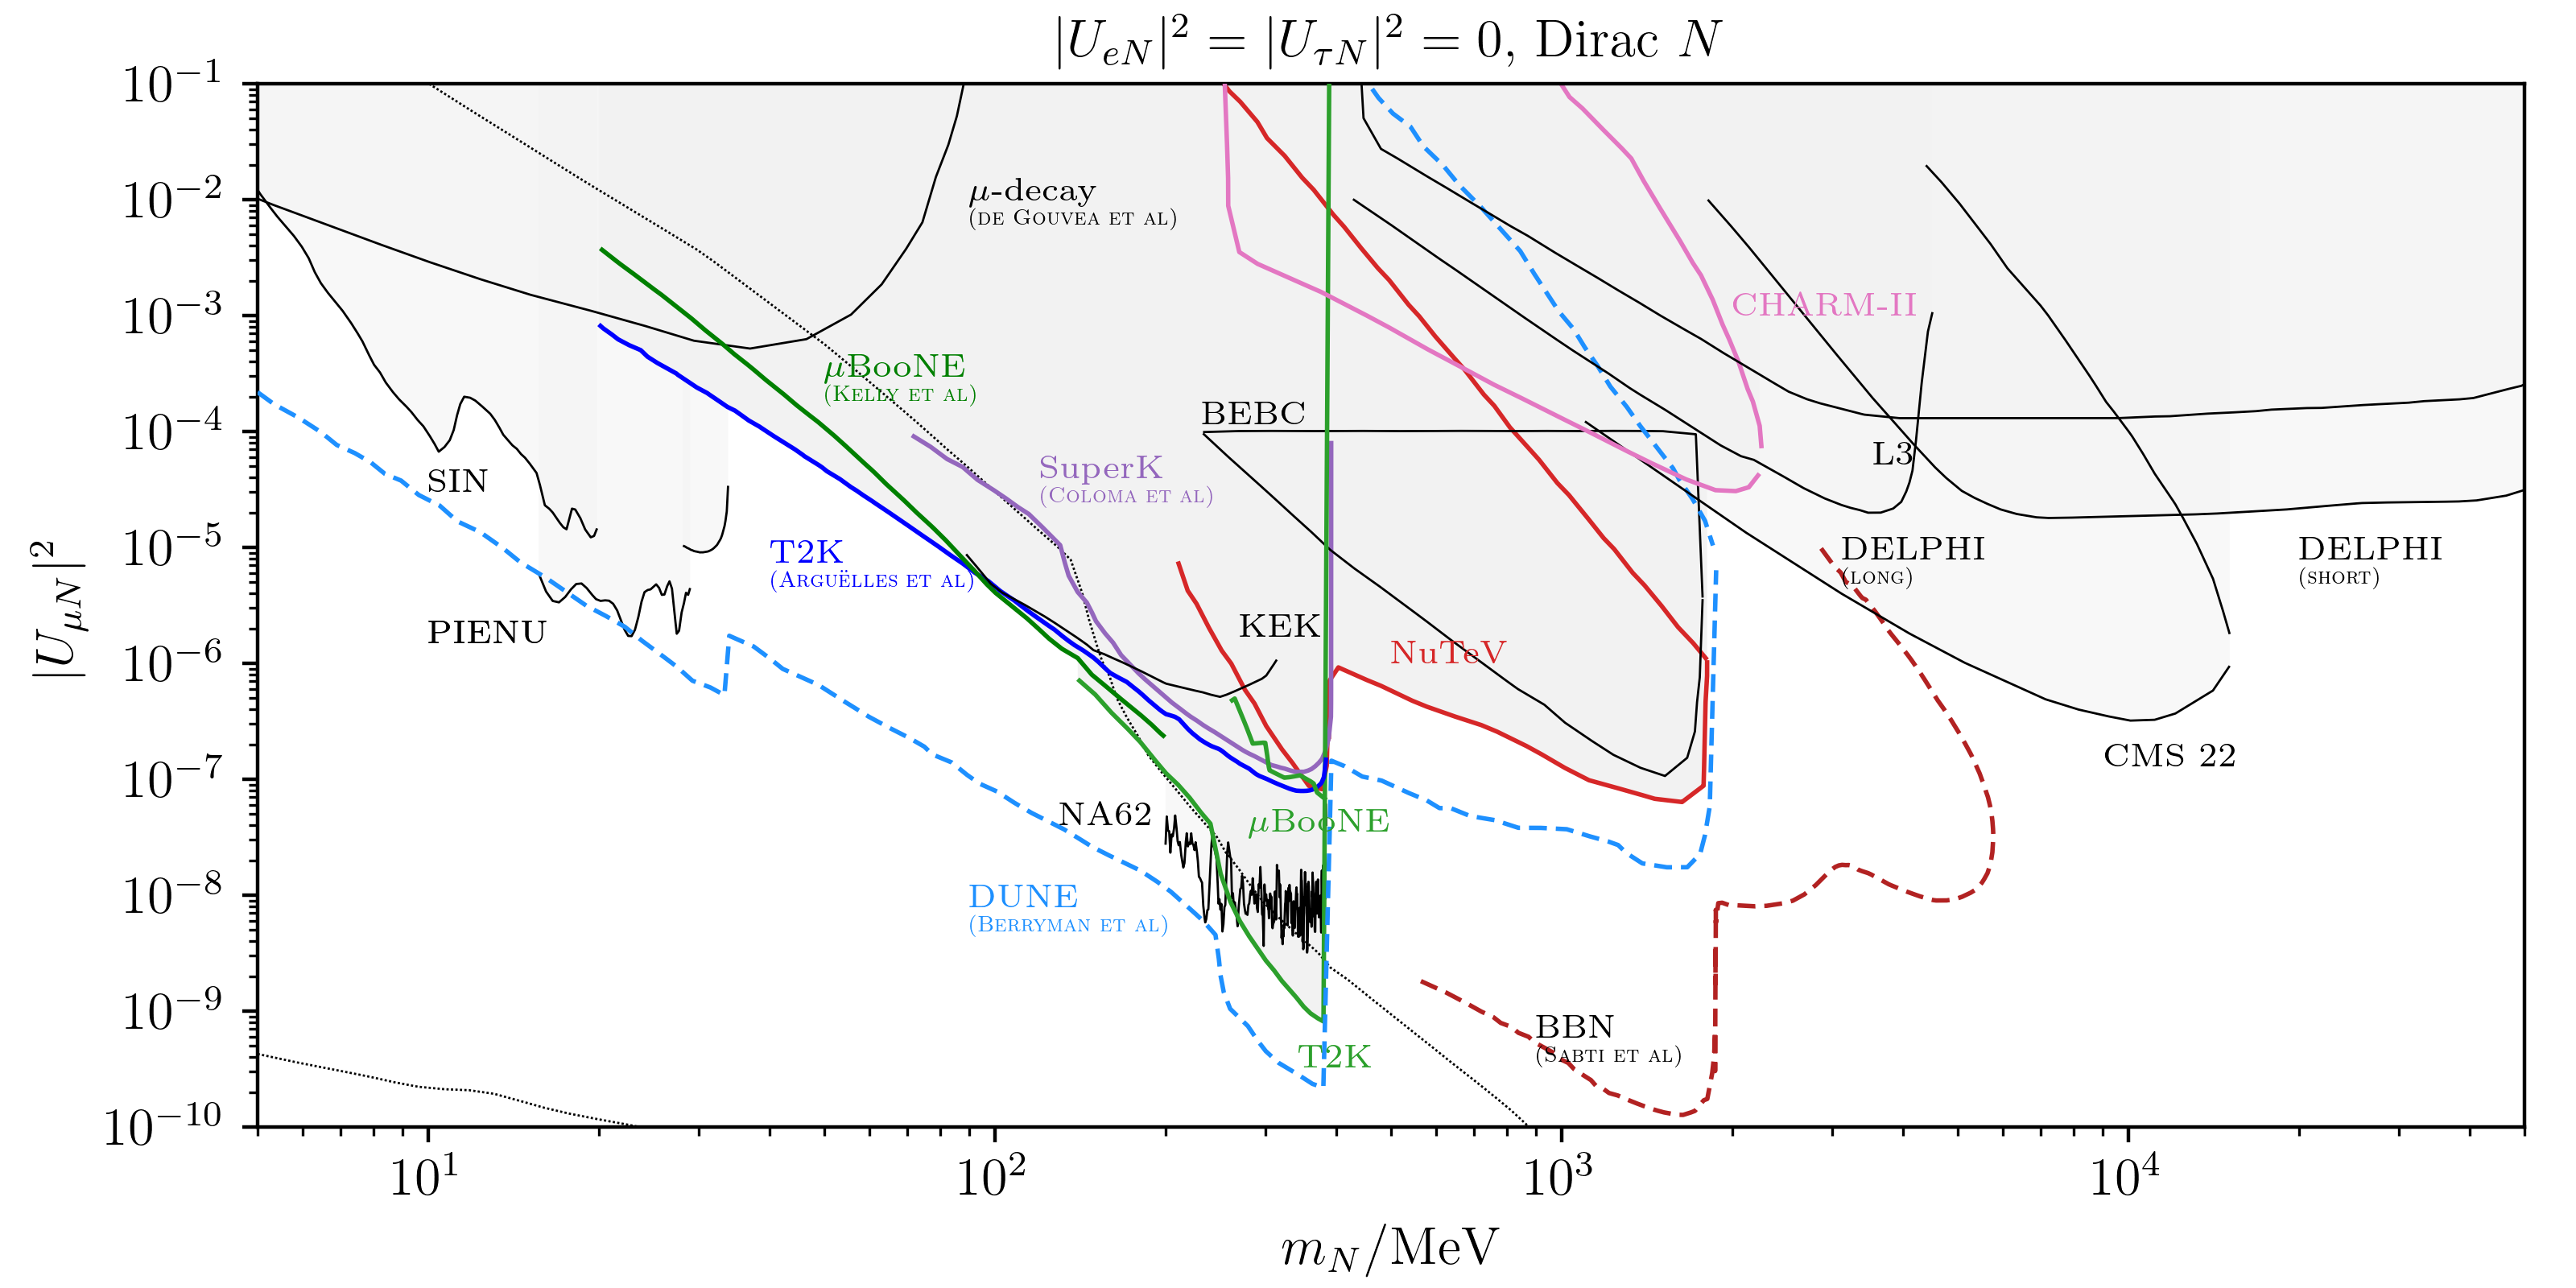 |U_{eN}|^2 = |U_{τN}|^2 = 0, Dirac N
10^{-1}
10^{-2}
10^{-3}
10^{-4}
10^{-5}
10^{-6}
10^{-7}
10^{-8}
10^{-9}
10^{-10}
|U_{μN}|^2
μ-decay
(de Gouvea et al)
CHARM-II
μBooNE
(Kelly et al)
BEBC
SuperK
(Coloma et al)
L3
SIN
T2K
(Arguëlles et al)
DELPHI
(long)
DELPHI
(short)
PIENU
KEK
NuTeV
CMS 22
NA62
μBooNE
DUNE
(Berryman et al)
BBN
(Sabti et al)
T2K
10^1
10^2
10^3
10^4
m_N/MeV